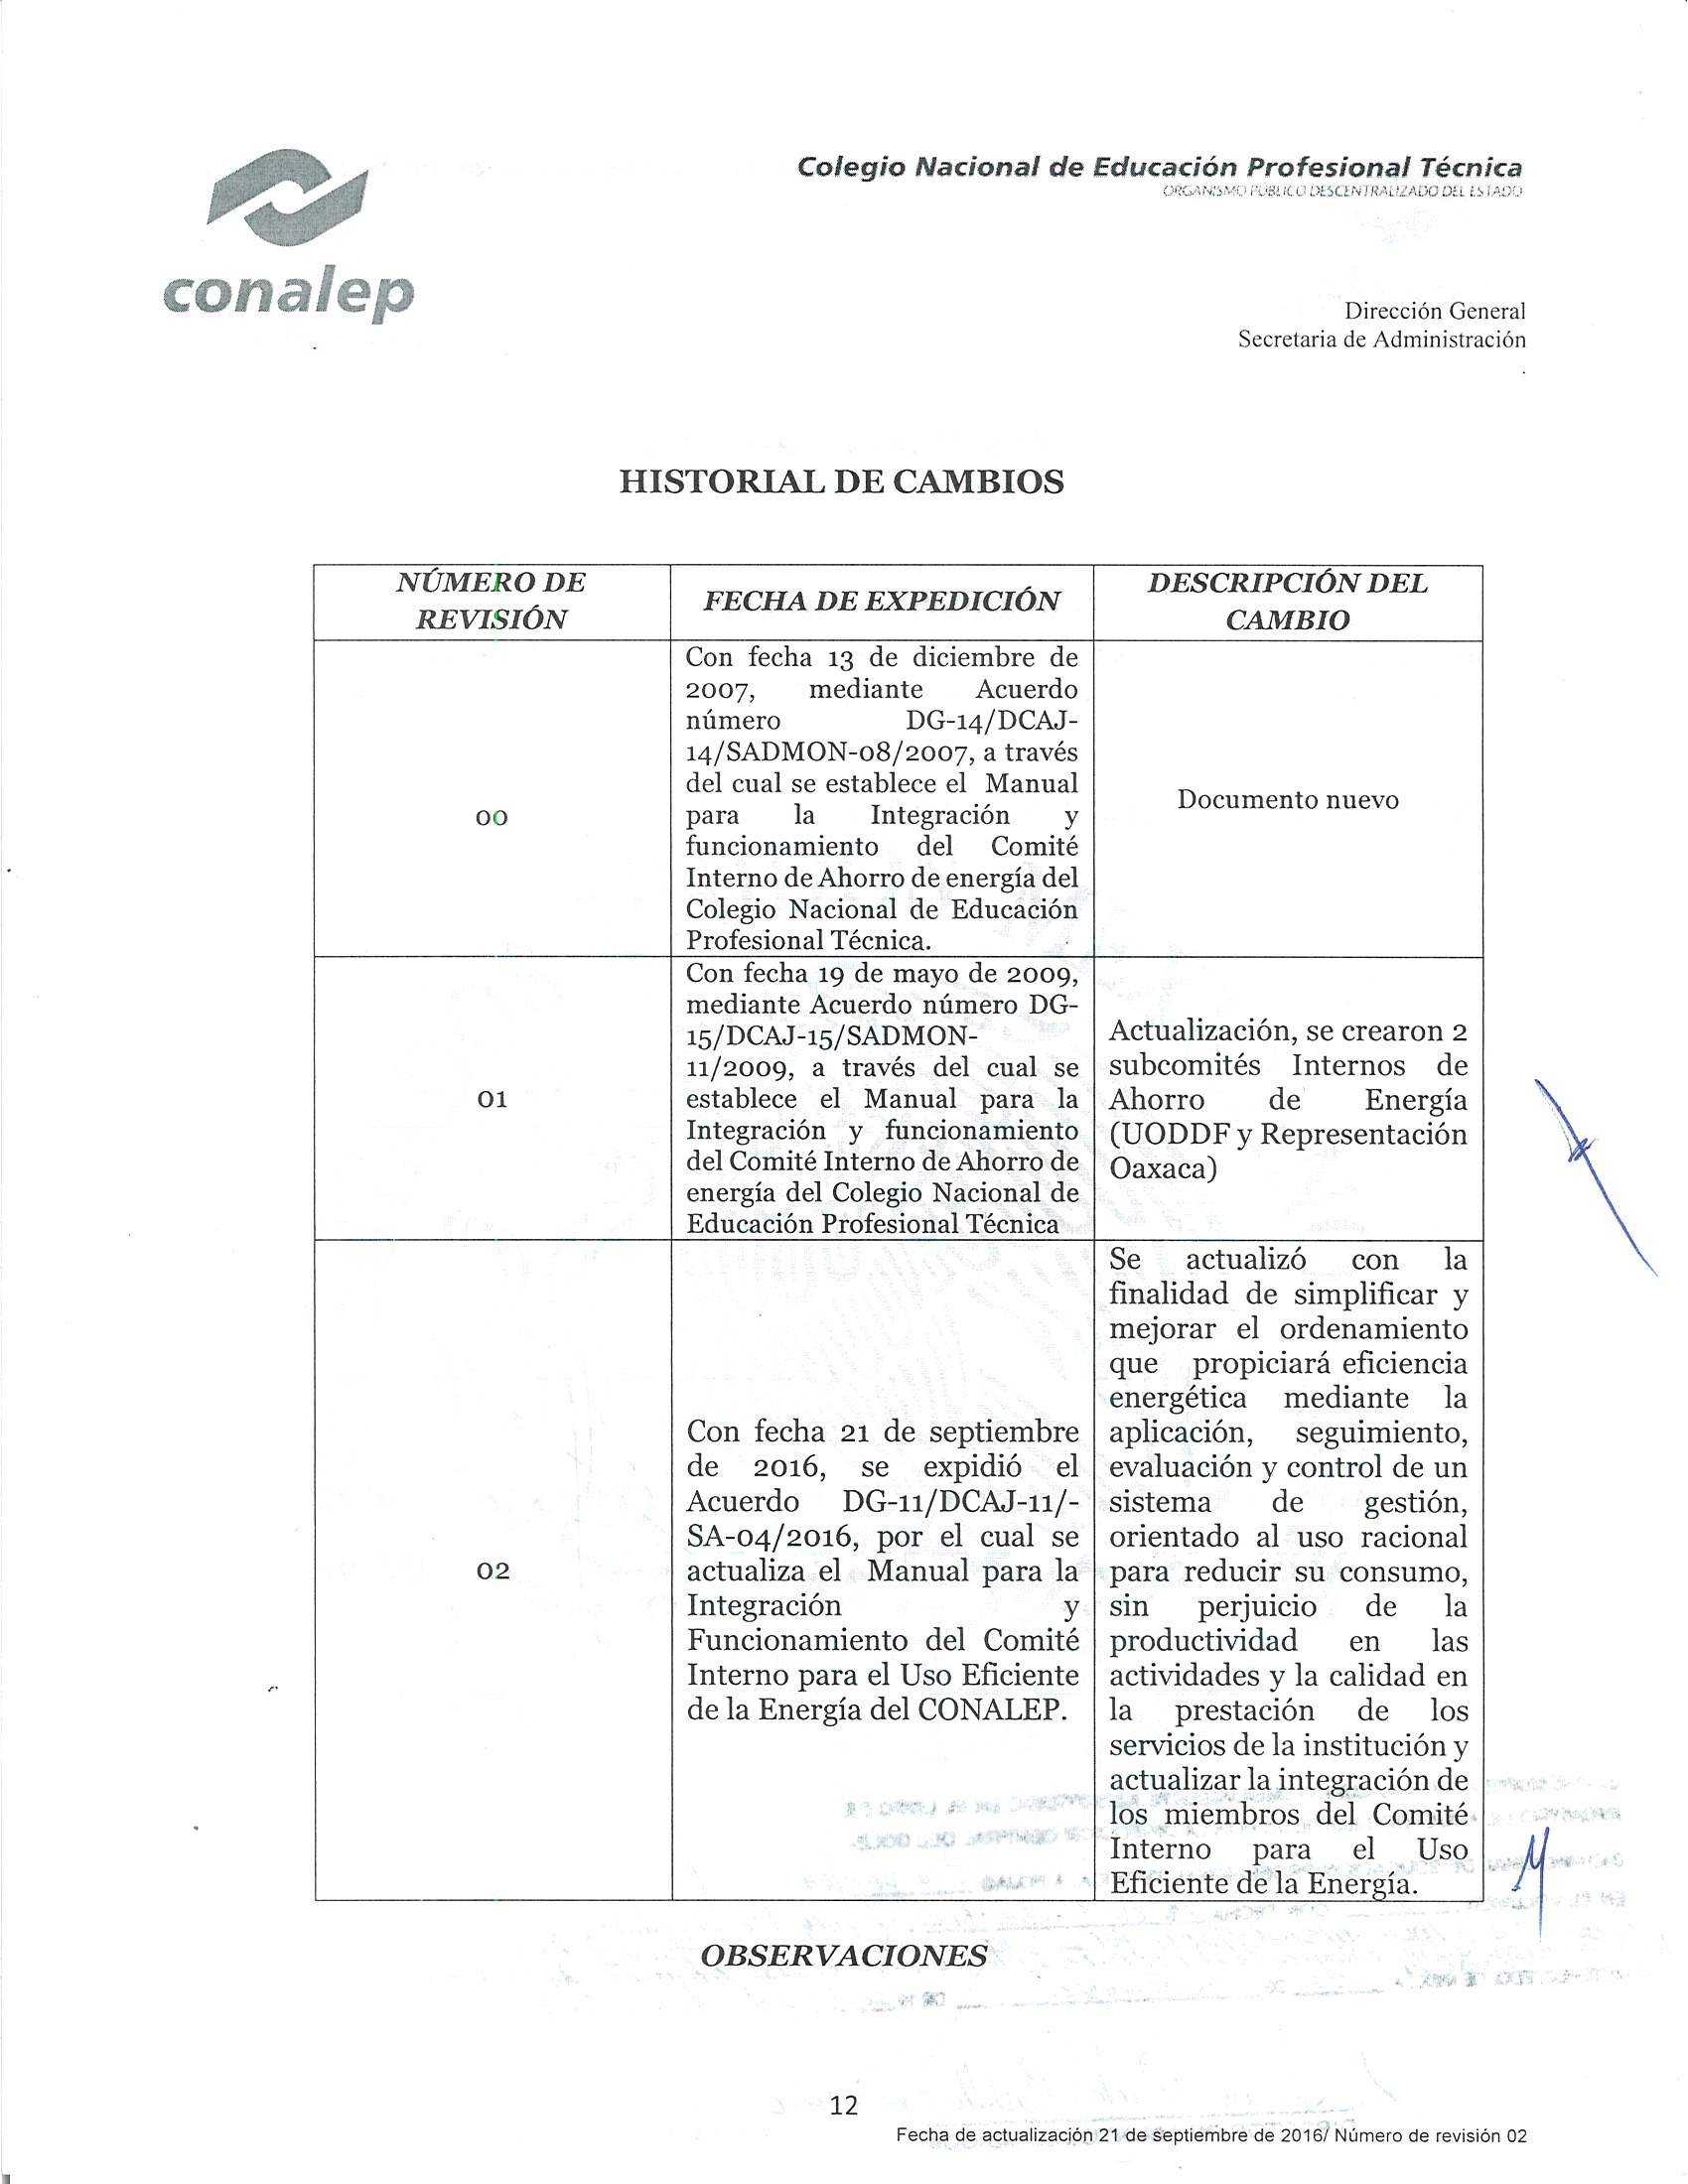 Colegio Nacional de Educación Profesional Técnica
ORGANISMO PÚBLICO DESCENTRALIZADO DEL ESTADO
conalep
Dirección General
Secretaria de Administración
HISTORIAL DE CAMBIOS
NÚMERO DE
REVISIÓN
FECHA DE EXPEDICIÓN
DESCRIPCIÓN DEL
CAMBIO
00
Con fecha 13 de diciembre de
2007, mediante Acuerdo
número DG-14/DCAJ-
14/SADMON-08/2007, a través
del cual se establece el Manual
para la Integración y
funcionamiento del Comité
Interno de Ahorro de energía del
Colegio Nacional de Educación
Profesional Técnica.
Documento nuevo
01
Con fecha 19 de mayo de 2009,
mediante Acuerdo número DG-
15/DCAJ-15/SADMON-
11/2009, a través del cual se
establece el Manual para la
Integración y funcionamiento
del Comité Interno de Ahorro de
energía del Colegio Nacional de
Educación Profesional Técnica
Actualización, se crearon 2
subcomités Internos de
Ahorro de Energía
(UODDF y Representación
Oaxaca)
02
Con fecha 21 de septiembre
de 2016, se expidió el
Acuerdo DG-11/DCAJ-11/-
SA-04/2016, por el cual se
actualiza el Manual para la
Integración y
Funcionamiento del Comité
Interno para el Uso Eficiente
de la Energía del CONALEP.
Se actualizó con la
finalidad de simplificar y
mejorar el ordenamiento
que propiciará eficiencia
energética mediante la
aplicación, seguimiento,
evaluación y control de un
sistema de gestión,
orientado al uso racional
para reducir su consumo,
sin perjuicio de la
productividad en las
actividades y la calidad en
la prestación de los
servicios de la institución y
actualizar la integración de
los miembros del Comité
Interno para el Uso
Eficiente de la Energía.
OBSERVACIONES
12
Fecha de actualización 21 de septiembre de 2016/ Número de revisión 02